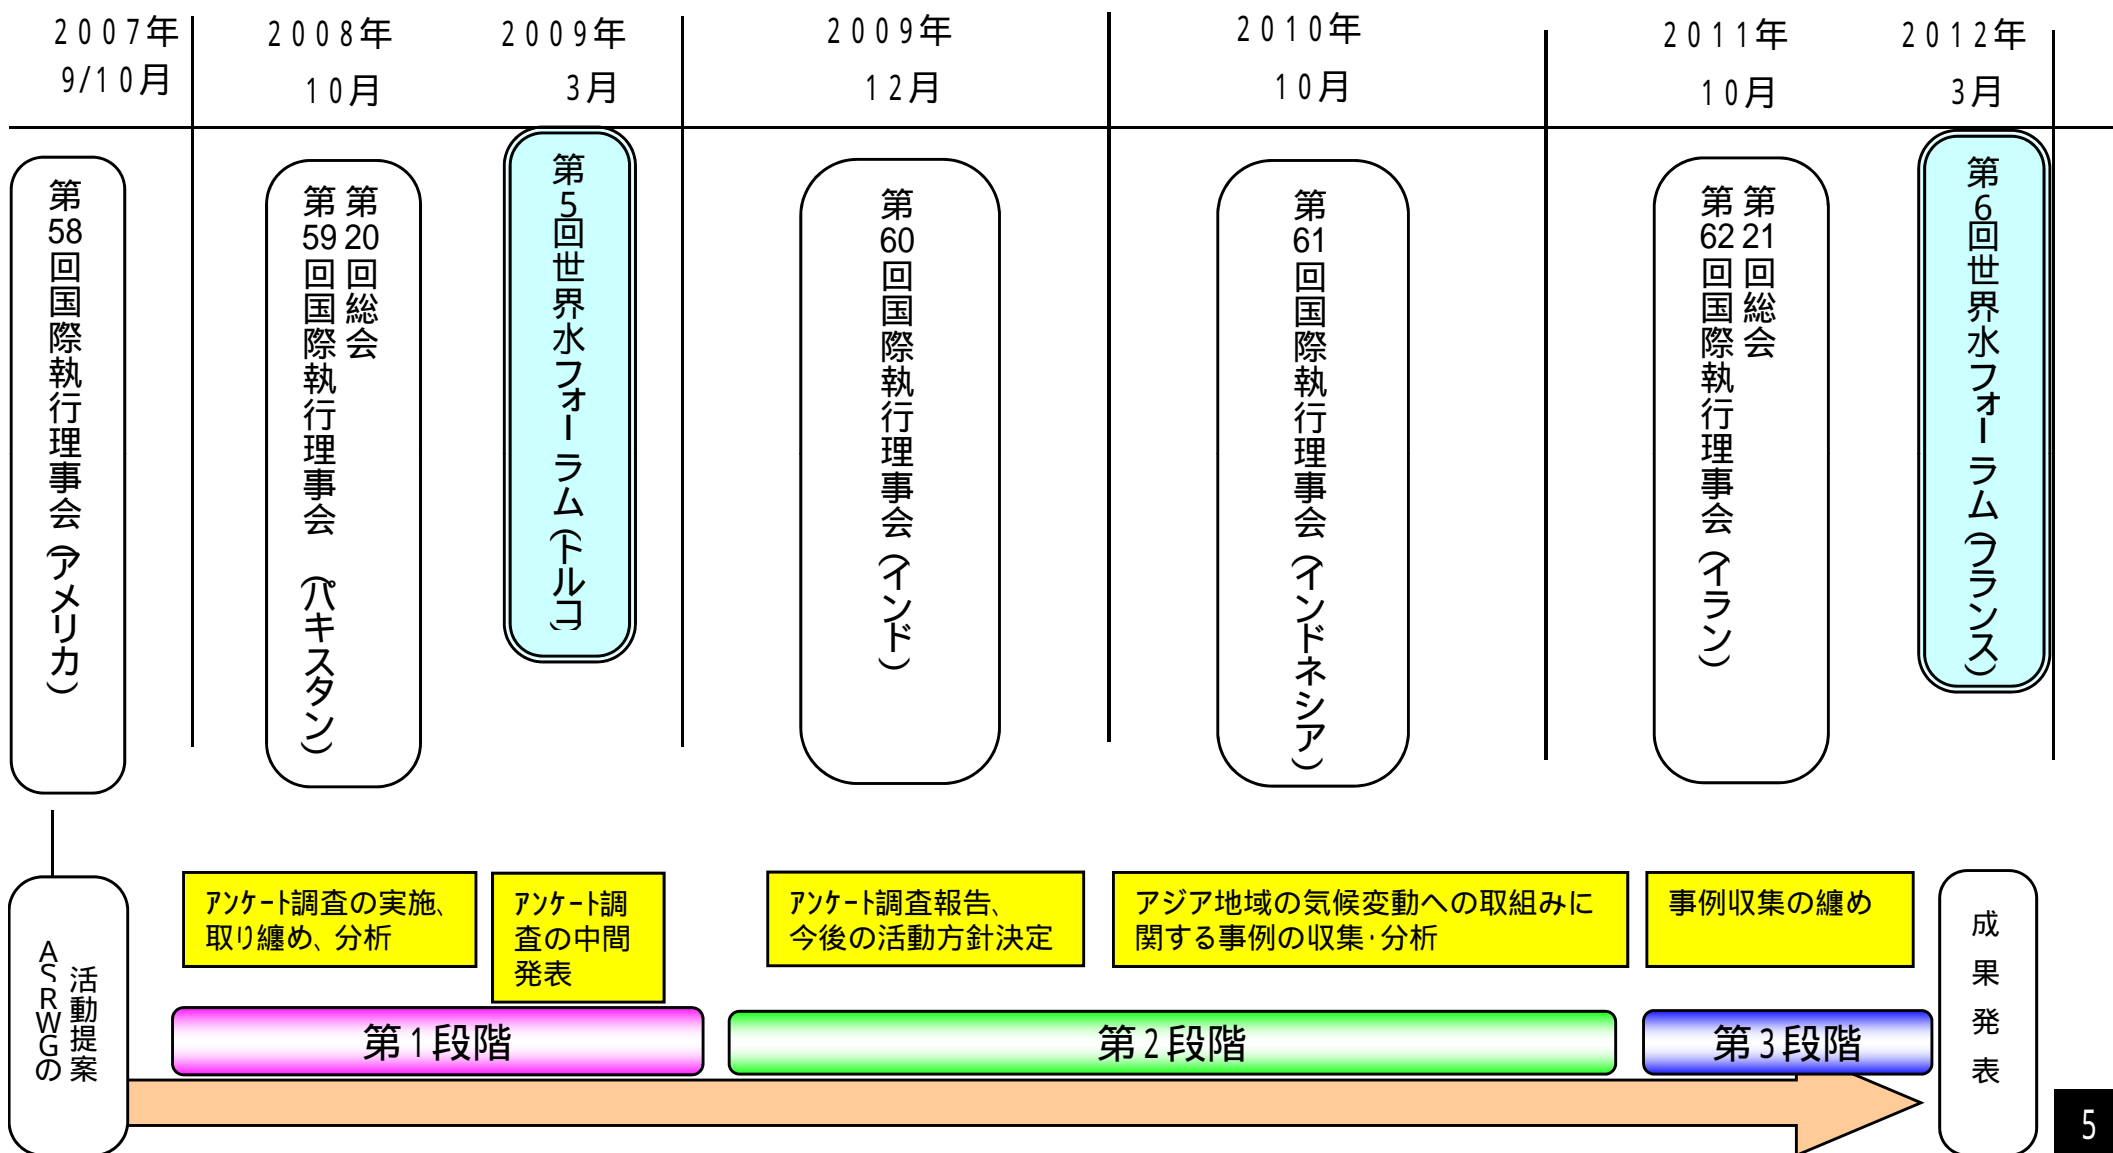 2007年
9/10月
2008年
10月
2009年
3月
2009年
12月
2010年
10月
2011年
10月
2012年
3月
第58回国際執行理事会(アメリカ)
第20回総会
第59回国際執行理事会 (パキスタン)
第5回世界水フォーラム(トルコ)
第60回国際執行理事会(インド)
第61回国際執行理事会(インドネシア)
第21回総会
第62回国際執行理事会(イラン)
第6回世界水フォーラム(フランス)
ASRWGの
活動提案
ｱﾝｹｰﾄ調査の実施、
取り纏め、分析
ｱﾝｹｰﾄ調
査の中間
発表
ｱﾝｹｰﾄ調査報告、
今後の活動方針決定
アジア地域の気候変動への取組みに
関する事例の収集・分析
事例収集の纏め
成果発表
第1段階
第2段階
第3段階
5